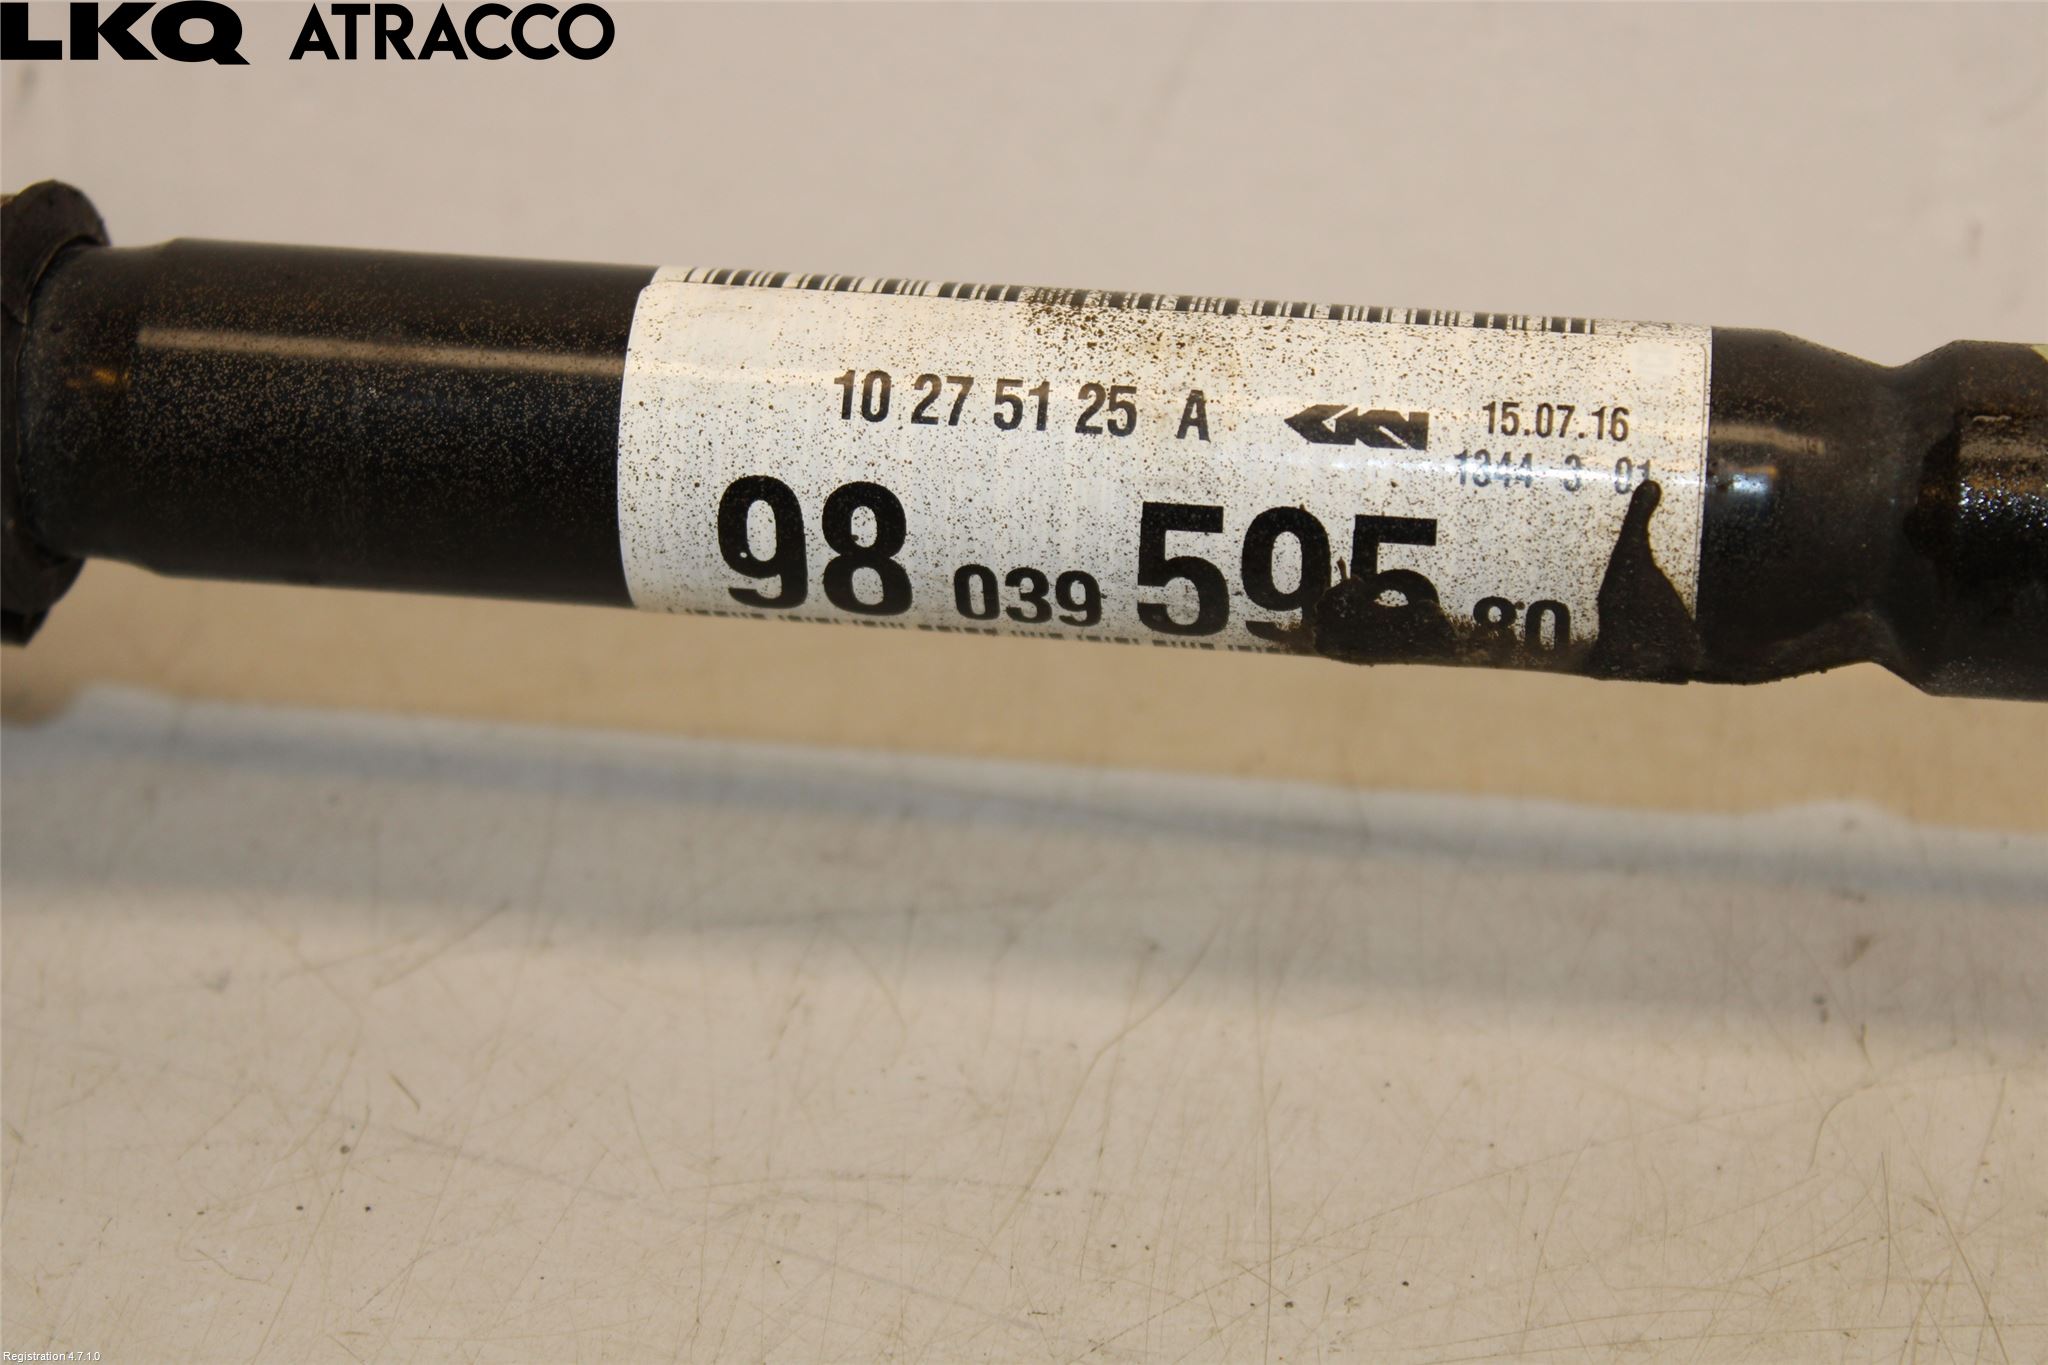 LKQ ATRACCO
10 27 51 25 A GKN 15.07.16
1344 3 01
98 039 595 80
Registration 4.7.1.0